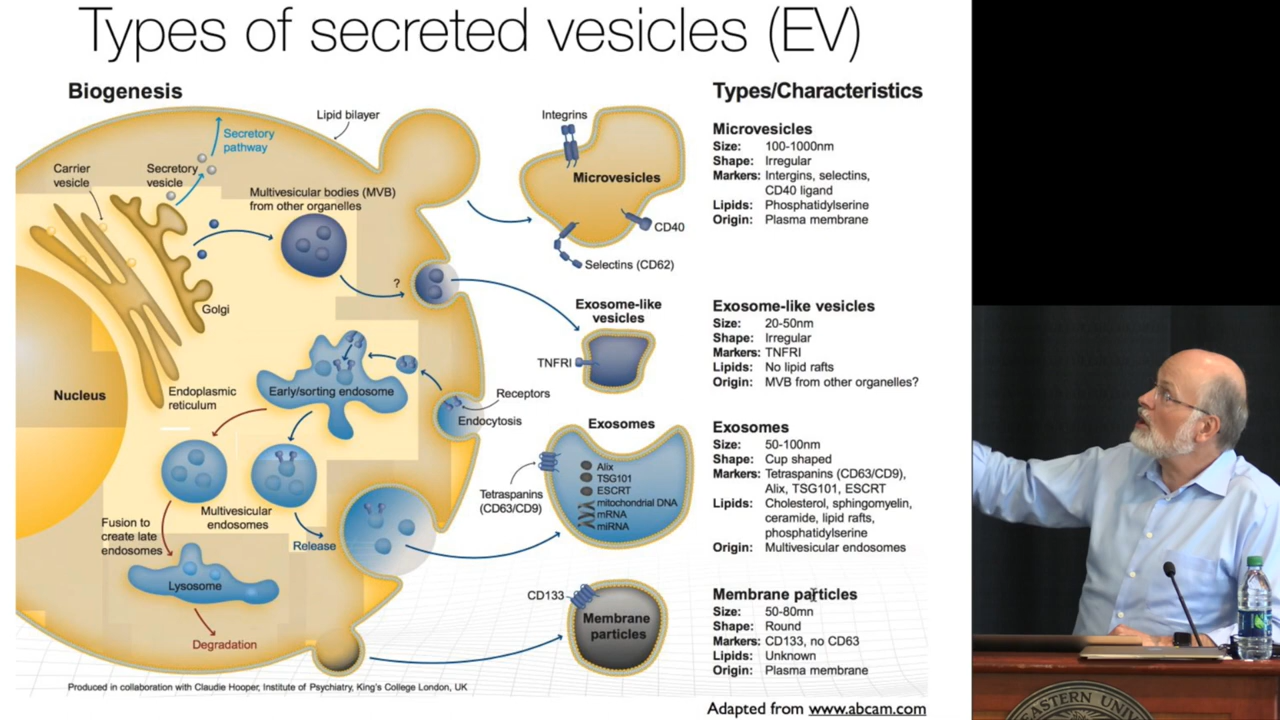 Types of secreted vesicles (EV)
Biogenesis
Lipid bilayer
Secretory
pathway
Carrier
vesicle
Secretory
vesicle
Multivesicular bodies (MVB)
from other organelles
?
Golgi
Nucleus
Endoplasmic
reticulum
Early/sorting endosome
Receptors
Endocytosis
Multivesicular
endosomes
Fusion to
create late
endosomes
Release
Lysosome
Degradation
Integrins
Microvesicles
CD40
Selectins (CD62)
Exosome-like
vesicles
TNFRI
Exosomes
Alix
TSG101
ESCRT
mitochondrial DNA
mRNA
miRNA
Tetraspanins
(CD63/CD9)
CD133
Membrane
particles
Types/Characteristics
Microvesicles
Size: 100-1000nm
Shape: Irregular
Markers: Intergins, selectins,
CD40 ligand
Lipids: Phosphatidylserine
Origin: Plasma membrane
Exosome-like vesicles
Size: 20-50nm
Shape: Irregular
Markers: TNFRI
Lipids: No lipid rafts
Origin: MVB from other organelles?
Exosomes
Size: 50-100nm
Shape: Cup shaped
Markers: Tetraspanins (CD63/CD9),
Alix, TSG101, ESCRT
Lipids: Cholesterol, sphingomyelin,
ceramide, lipid rafts,
phosphatidylserine
Origin: Multivesicular endosomes
Membrane particles
Size: 50-80mn
Shape: Round
Markers: CD133, no CD63
Lipids: Unknown
Origin: Plasma membrane
Produced in collaboration with Claudie Hooper, Institute of Psychiatry, King's College London, UK
Adapted from www.abcam.com
EASTERN UNIV